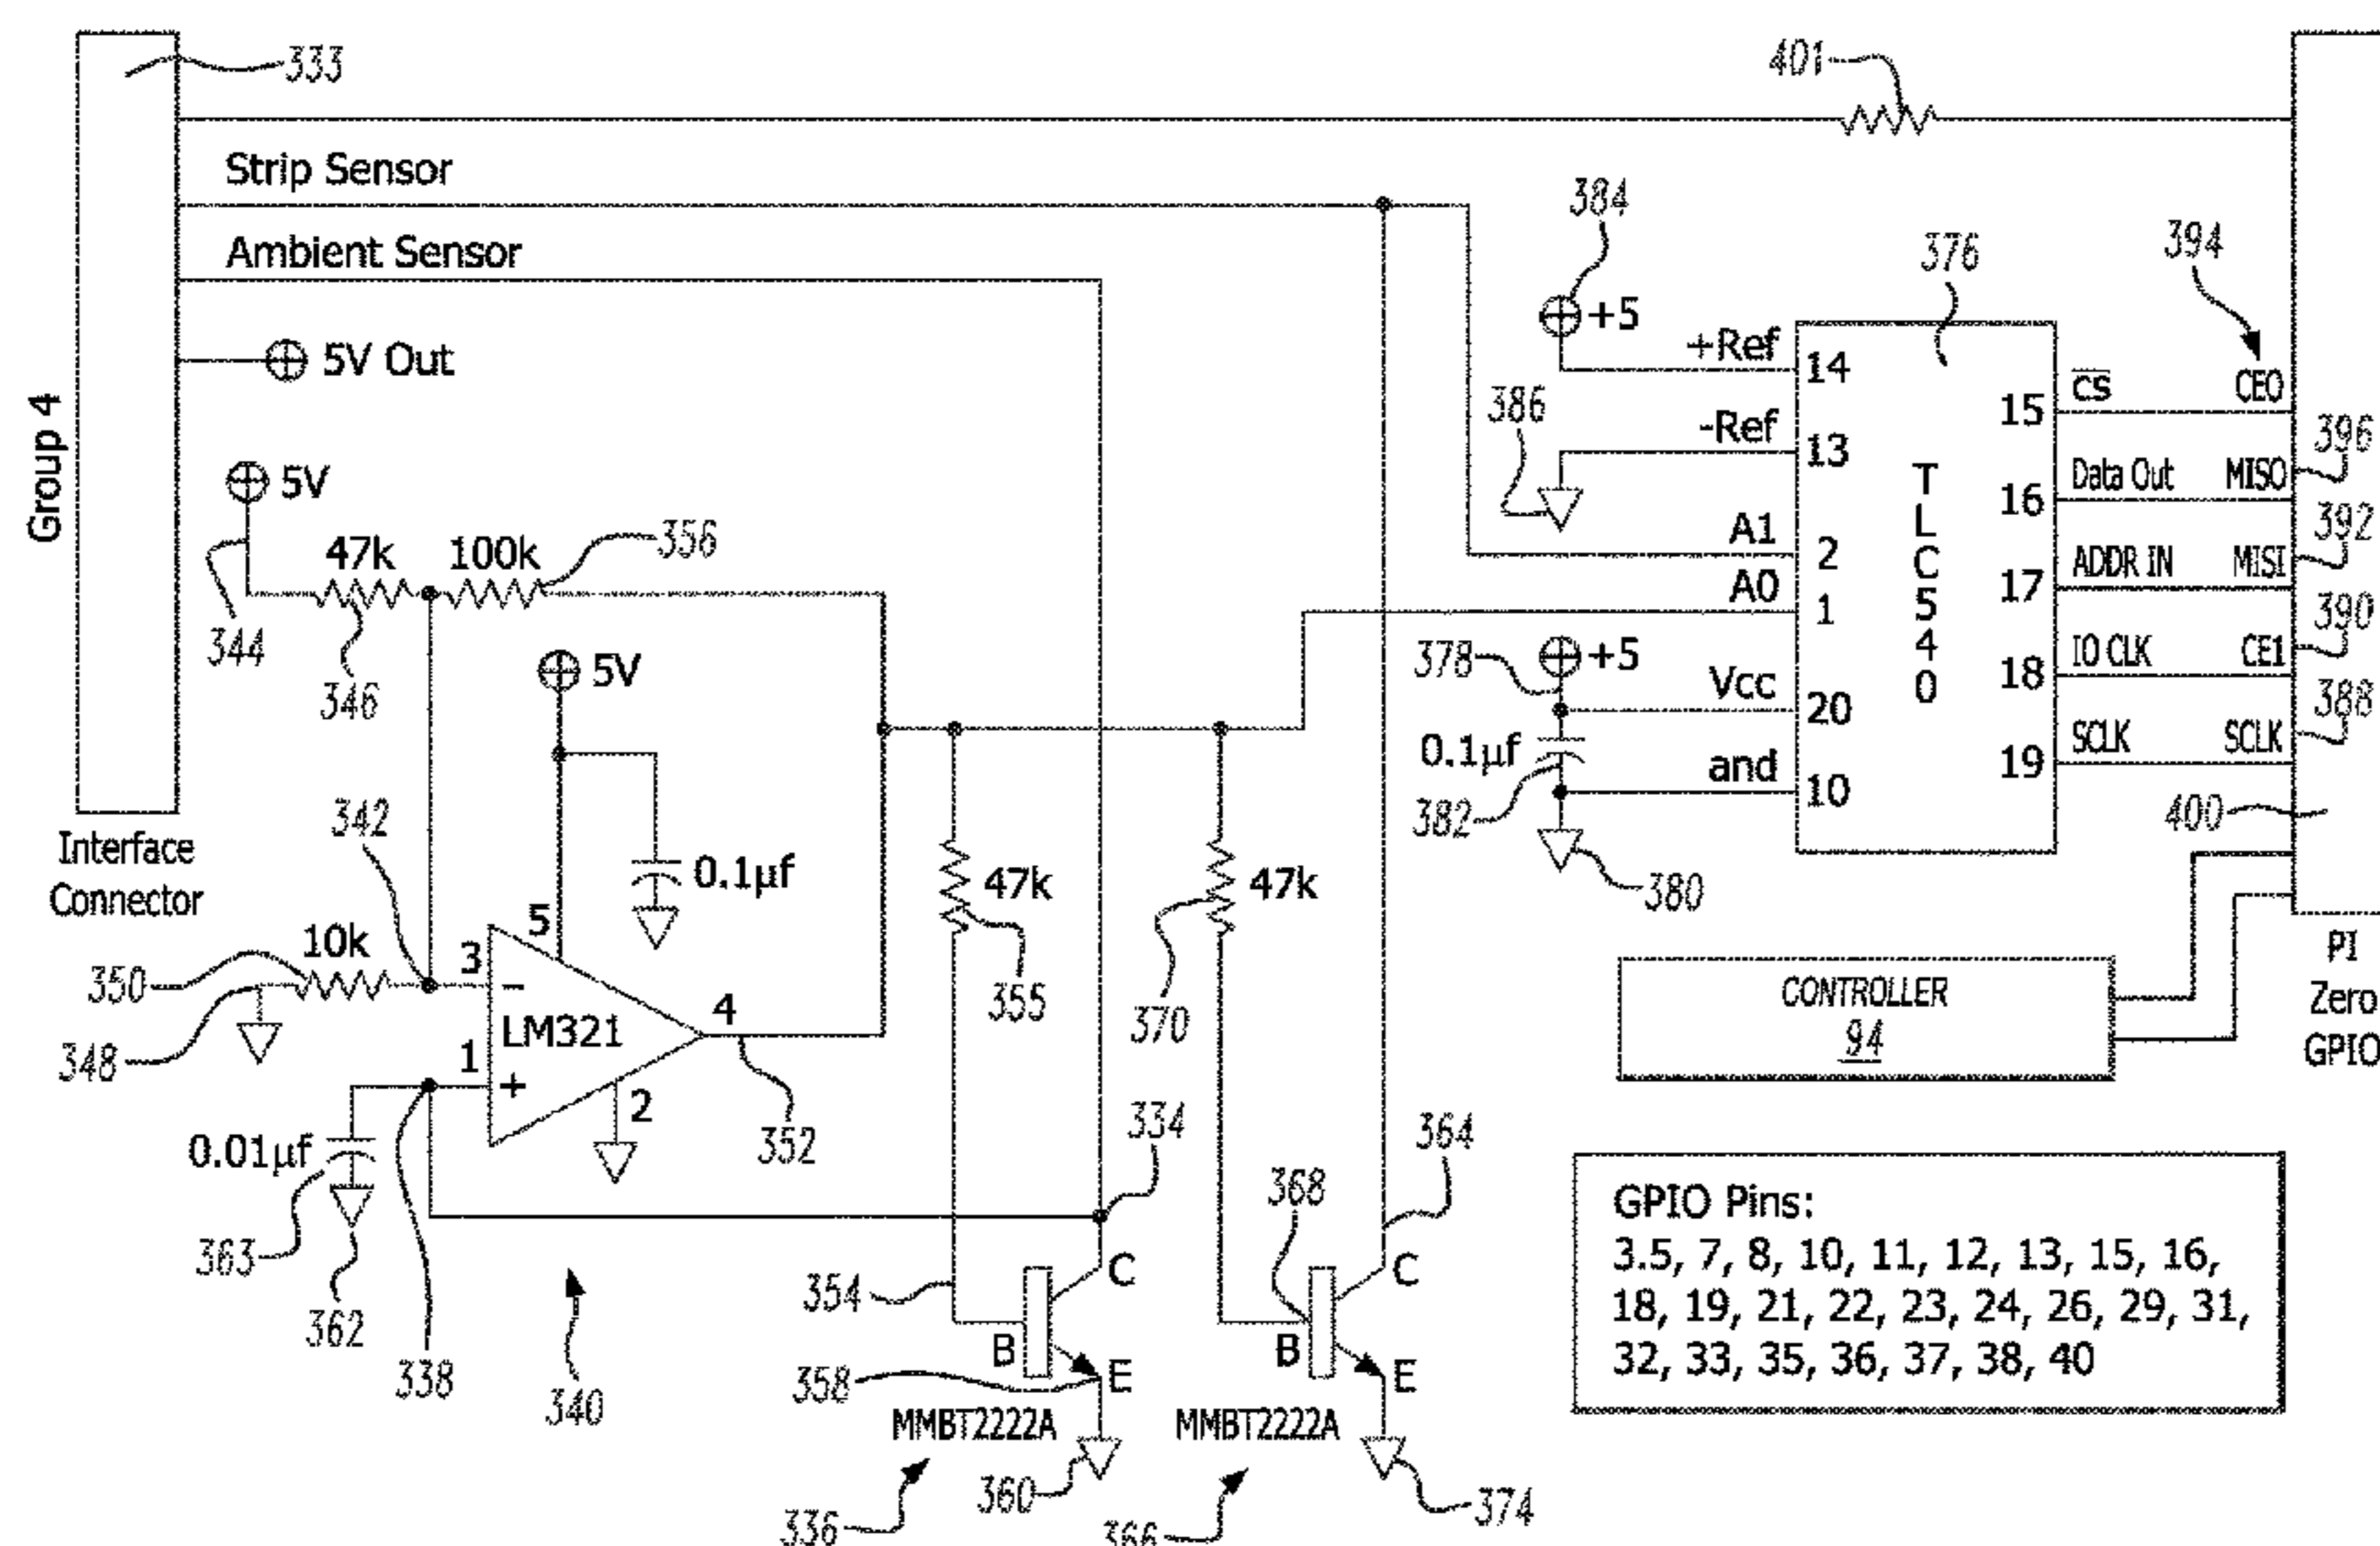 333
401
Strip Sensor
384
376
394
Ambient Sensor
+5
+Ref
14
5V Out
CS
CEO
15
386
-Ref
13
Group 4
396
5V
TLC540
Data Out
MISO
16
392
47k
100k
356
A1
2
ADDR IN
MISI
17
A0
1
390
344
346
5V
378
+5
Vcc
20
IO CLK
CE1
18
388
0.1µf
382
and
10
SCLK
SCLK
19
400
380
Interface
Connector
342
0.1µf
47k
355
47k
370
5
10k
350
3
-
348
LM321
4
1
+
2
352
CONTROLLER
94
PI
Zero
GPIO
0.01µf
363
362
338
340
334
364
368
354
C
B
E
358
C
B
E
MMBT2222A
MMBT2222A
336
360
366
374
GPIO Pins:
3.5, 7, 8, 10, 11, 12, 13, 15, 16,
18, 19, 21, 22, 23, 24, 26, 29, 31,
32, 33, 35, 36, 37, 38, 40